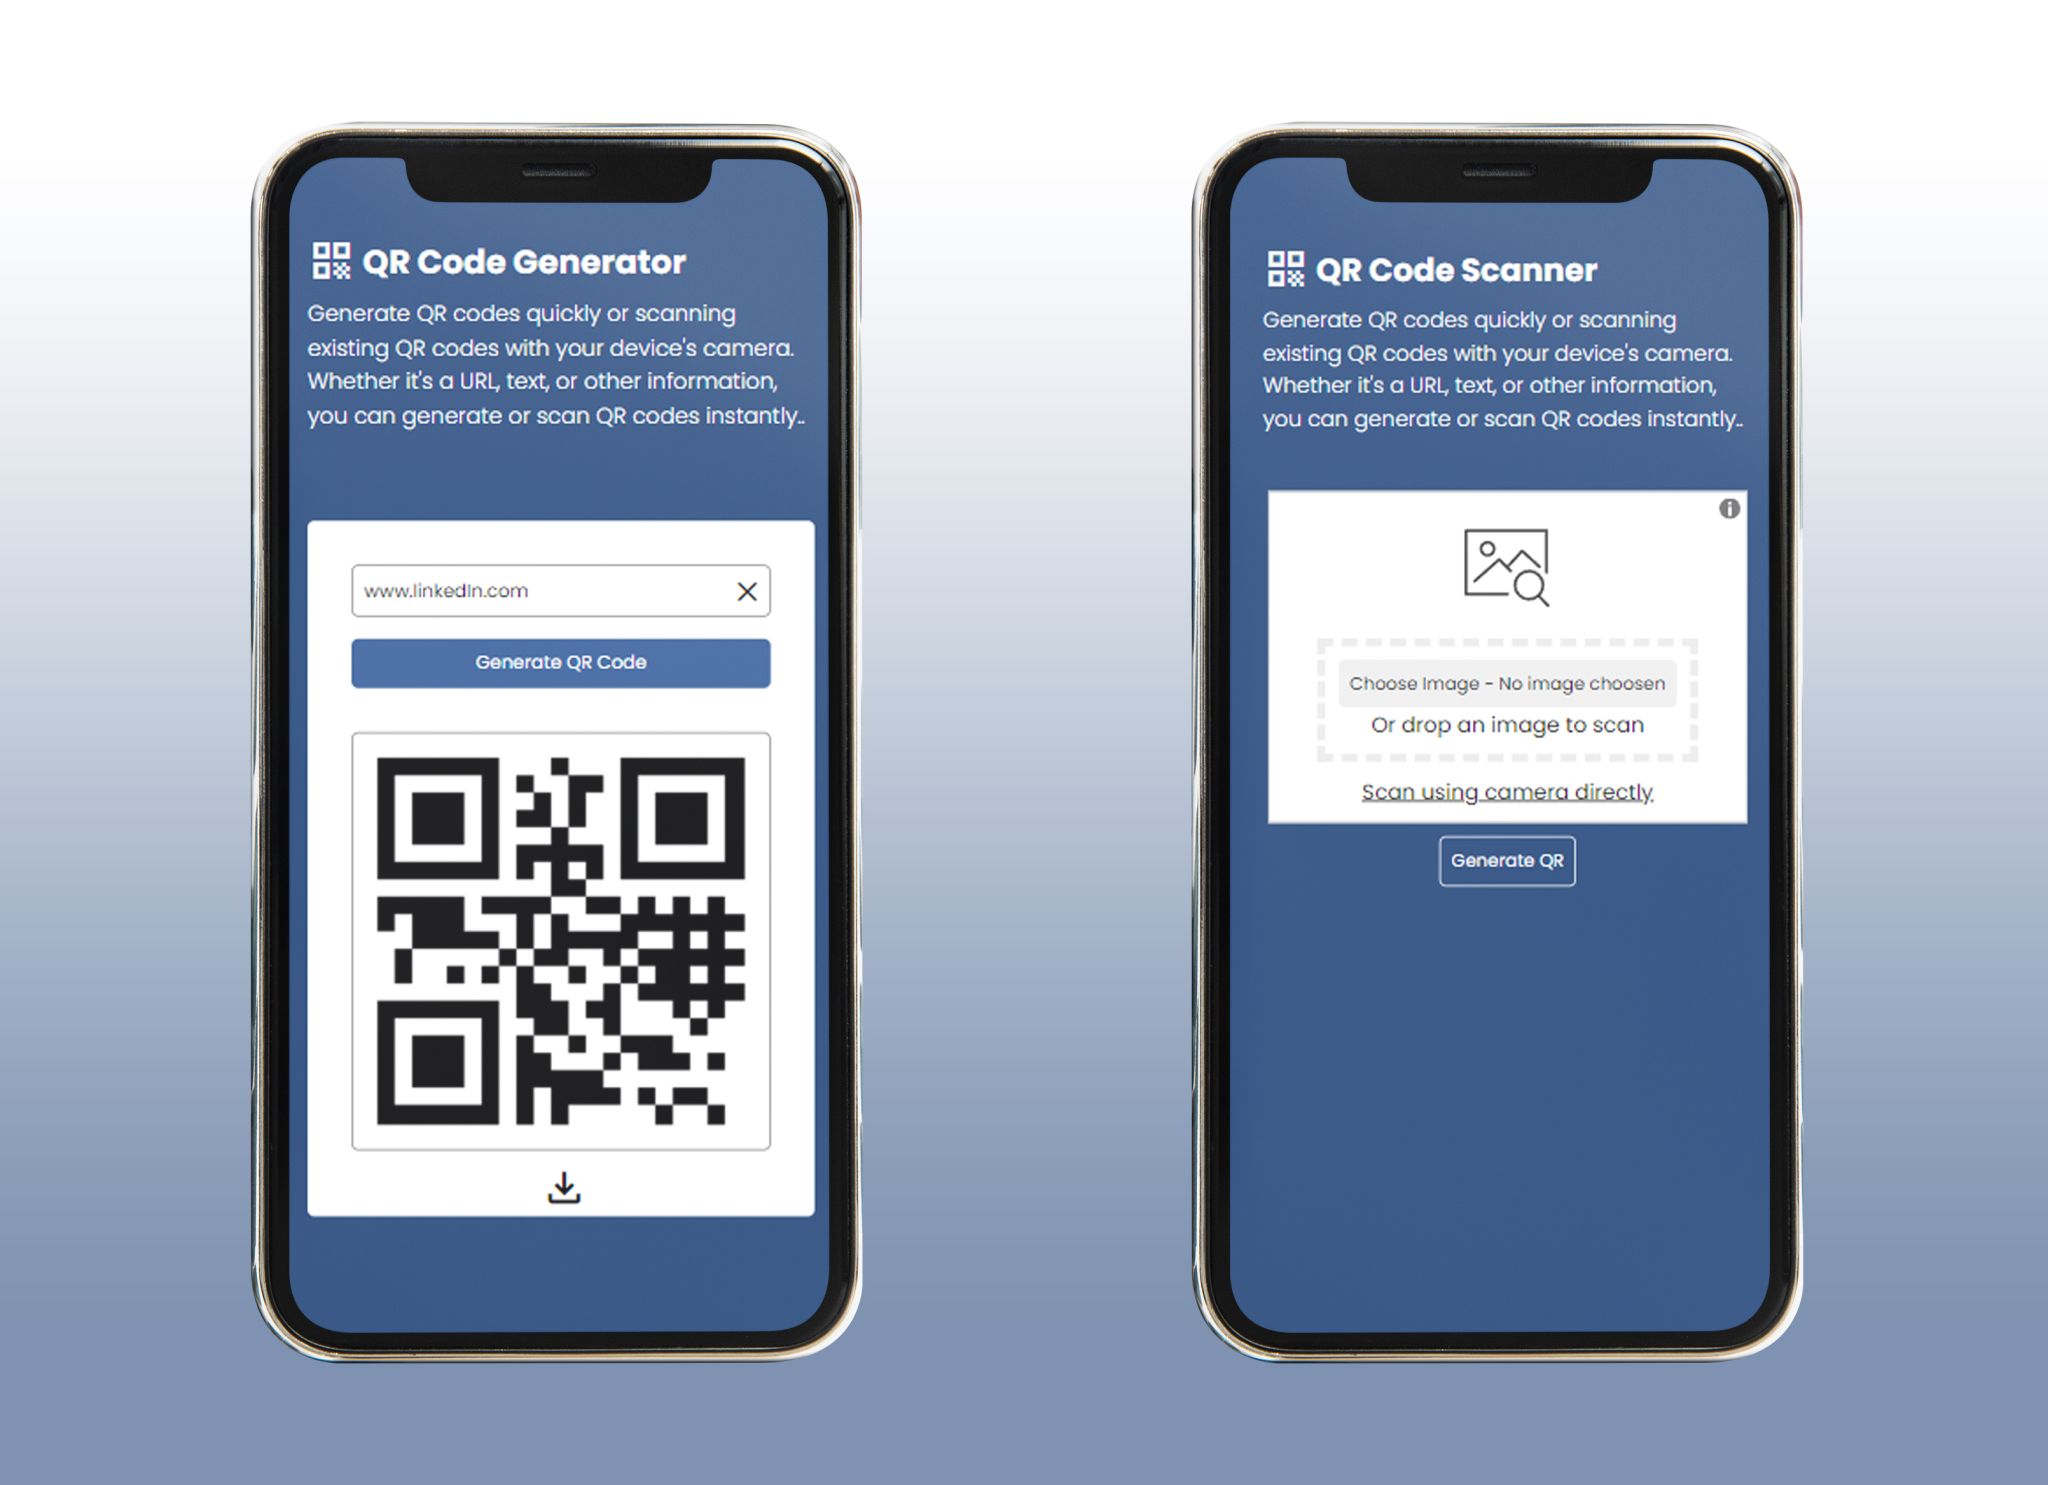 QR Code Generator
Generate QR codes quickly or scanning
existing QR codes with your device's camera.
Whether it's a URL, text, or other information,
you can generate or scan QR codes instantly..
www.linkedIn.com
Generate QR Code
QR Code Scanner
Generate QR codes quickly or scanning
existing QR codes with your device's camera.
Whether it's a URL, text, or other information,
you can generate or scan QR codes instantly..
Choose Image - No image choosen
Or drop an image to scan
Scan using camera directly
Generate QR